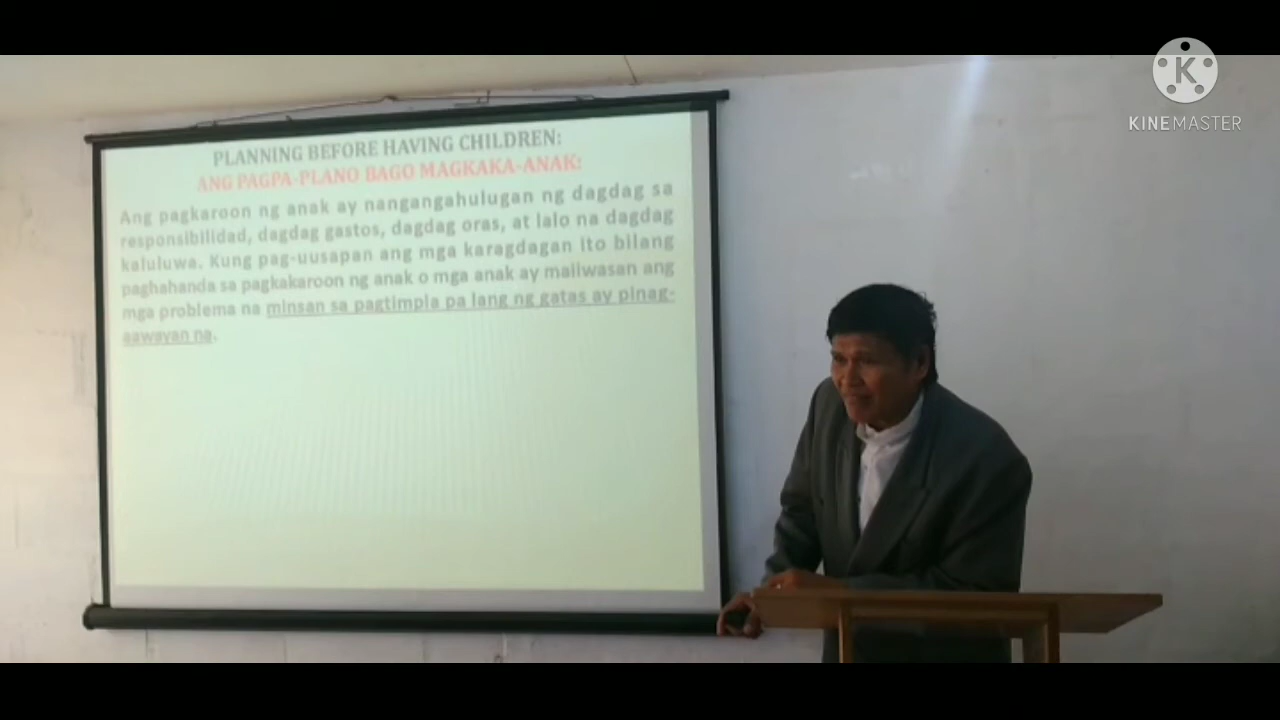 PLANNING BEFORE HAVING CHILDREN:
ANG PAGPA-PLANO BAGO MAGKAKA-ANAK:
Ang pagkaroon ng anak ay nangangahulugan ng dagdag sa
responsibilidad, dagdag gastos, dagdag oras, at lalo na dagdag
kaluluwa. Kung pag-uusapan ang mga karagdagan ito bilang
paghahanda sa pagkakaroon ng anak o mga anak ay maiiwasan ang
mga problema na minsan sa pagtimpla pa lang ng gatas ay pinag-
aawayan na.
K
KINEMASTER